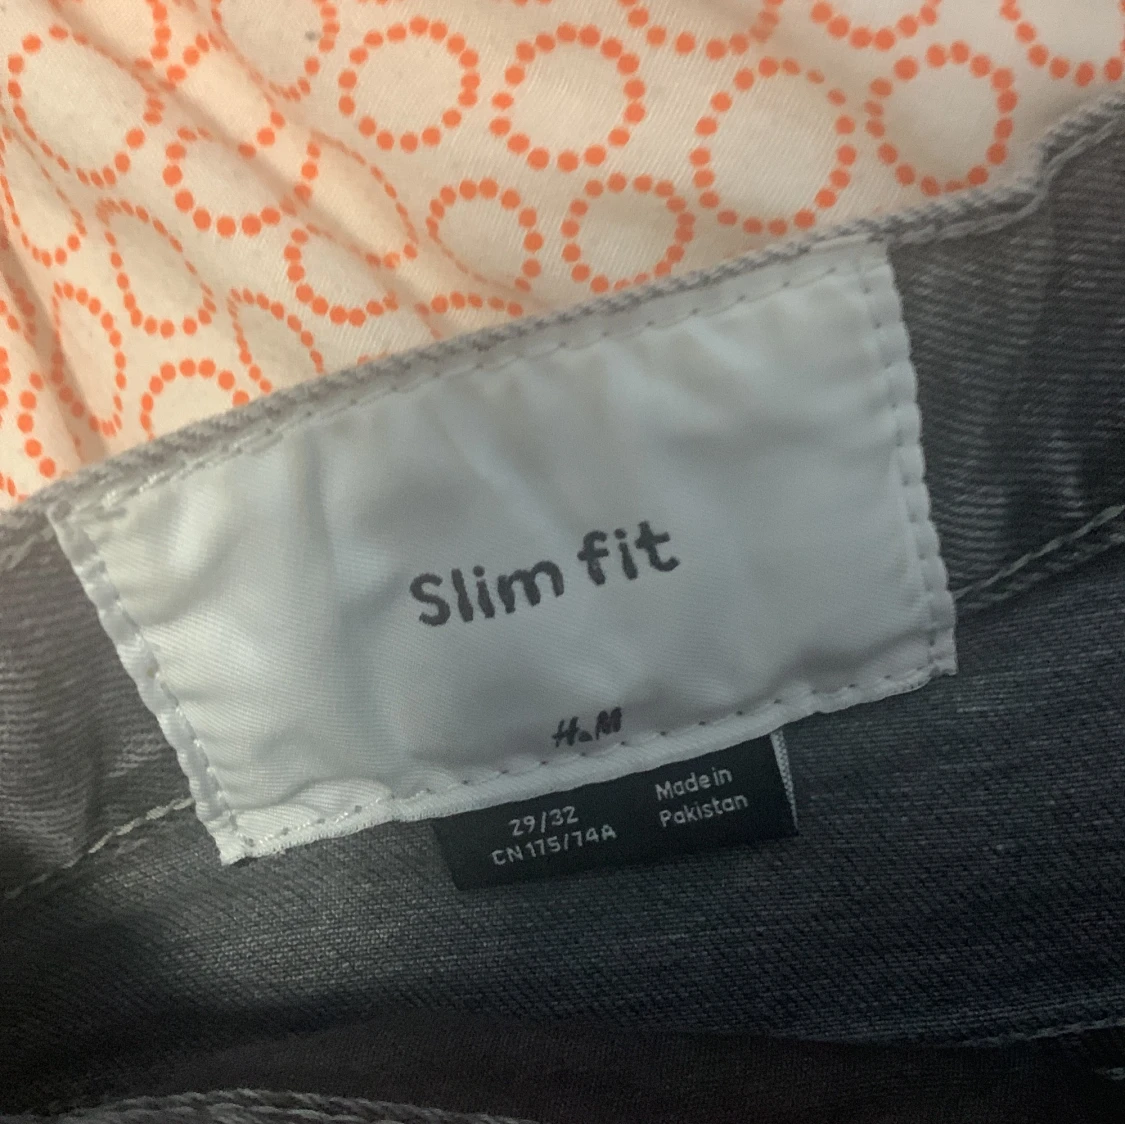 Slim fit
H&M
29/32
CN 175/74A
Made in
Pakistan